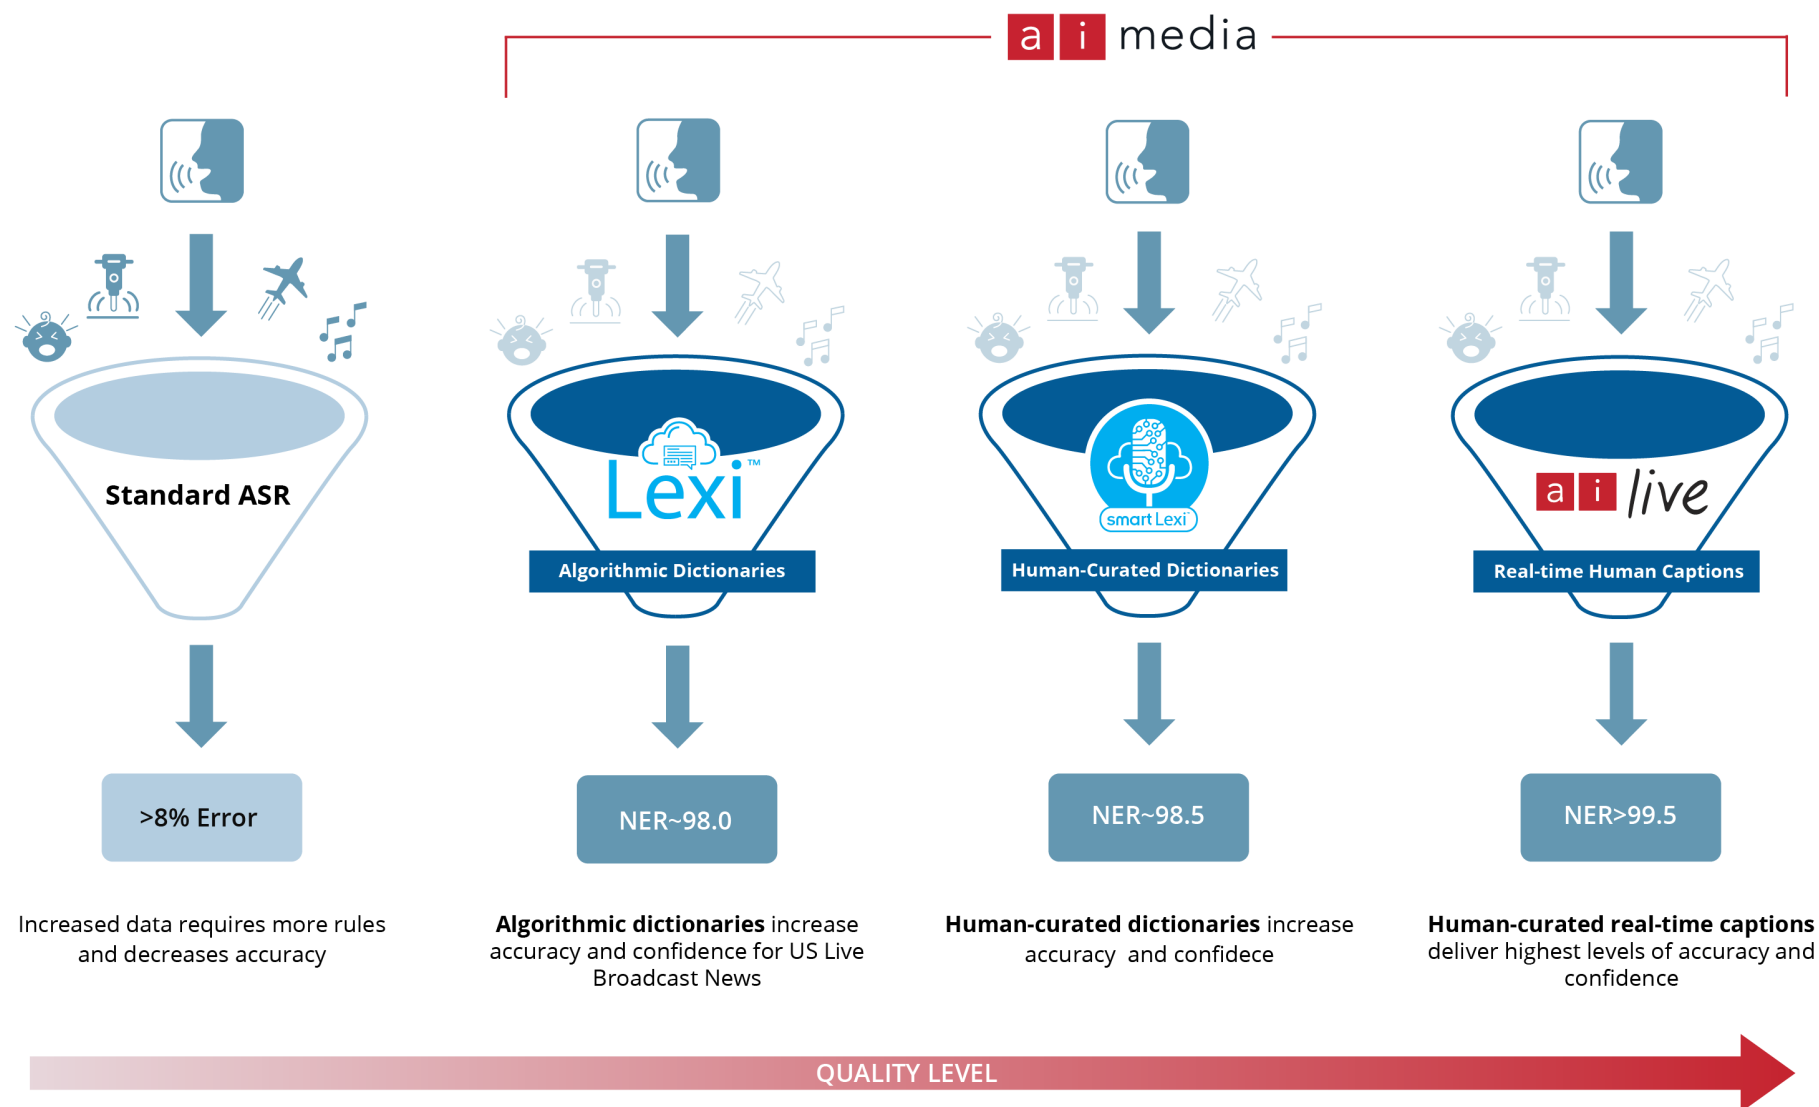 ai media
Standard ASR
>8% Error
Increased data requires more rules
and decreases accuracy
Lexi™
Algorithmic Dictionaries
NER~98.0
Algorithmic dictionaries increase
accuracy and confidence for US Live
Broadcast News
smart Lexi™
Human-Curated Dictionaries
NER~98.5
Human-curated dictionaries increase
accuracy and confidece
ai live
Real-time Human Captions
NER>99.5
Human-curated real-time captions
deliver highest levels of accuracy and
confidence
QUALITY LEVEL